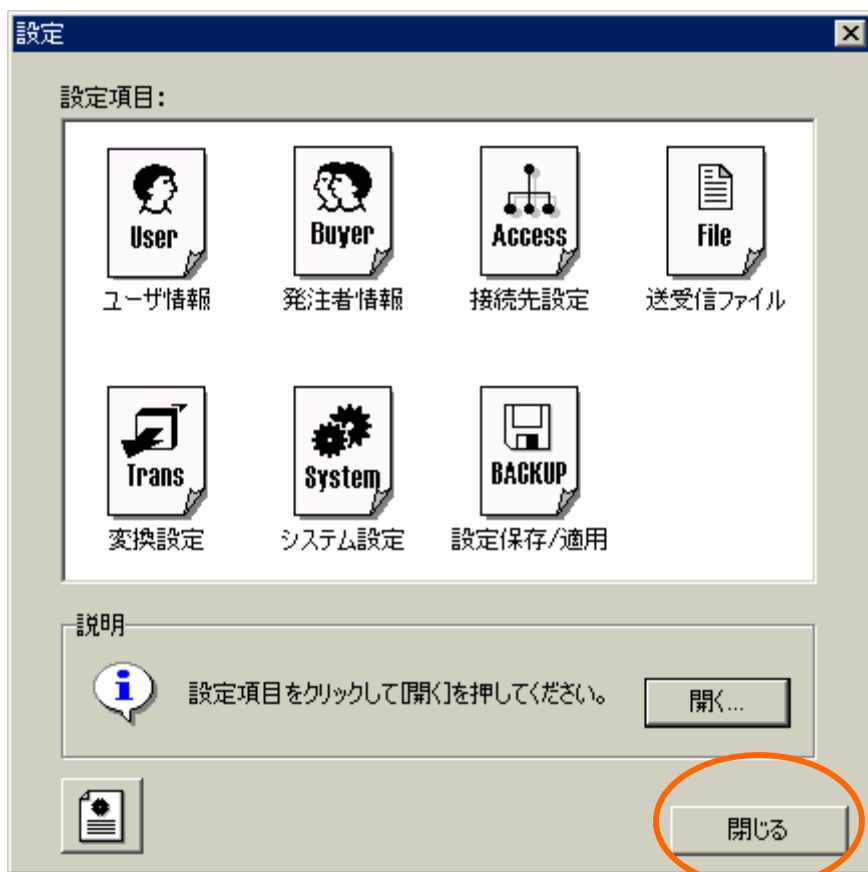 設定
設定項目：
User
Buyer
Access
File
ユーザ情報
発注者情報
接続先設定
送受信ファイル
Trans
System
BACKUP
変換設定
システム設定
設定保存/適用
説明
設定項目をクリックして[開く]を押してください。
開く...
閉じる